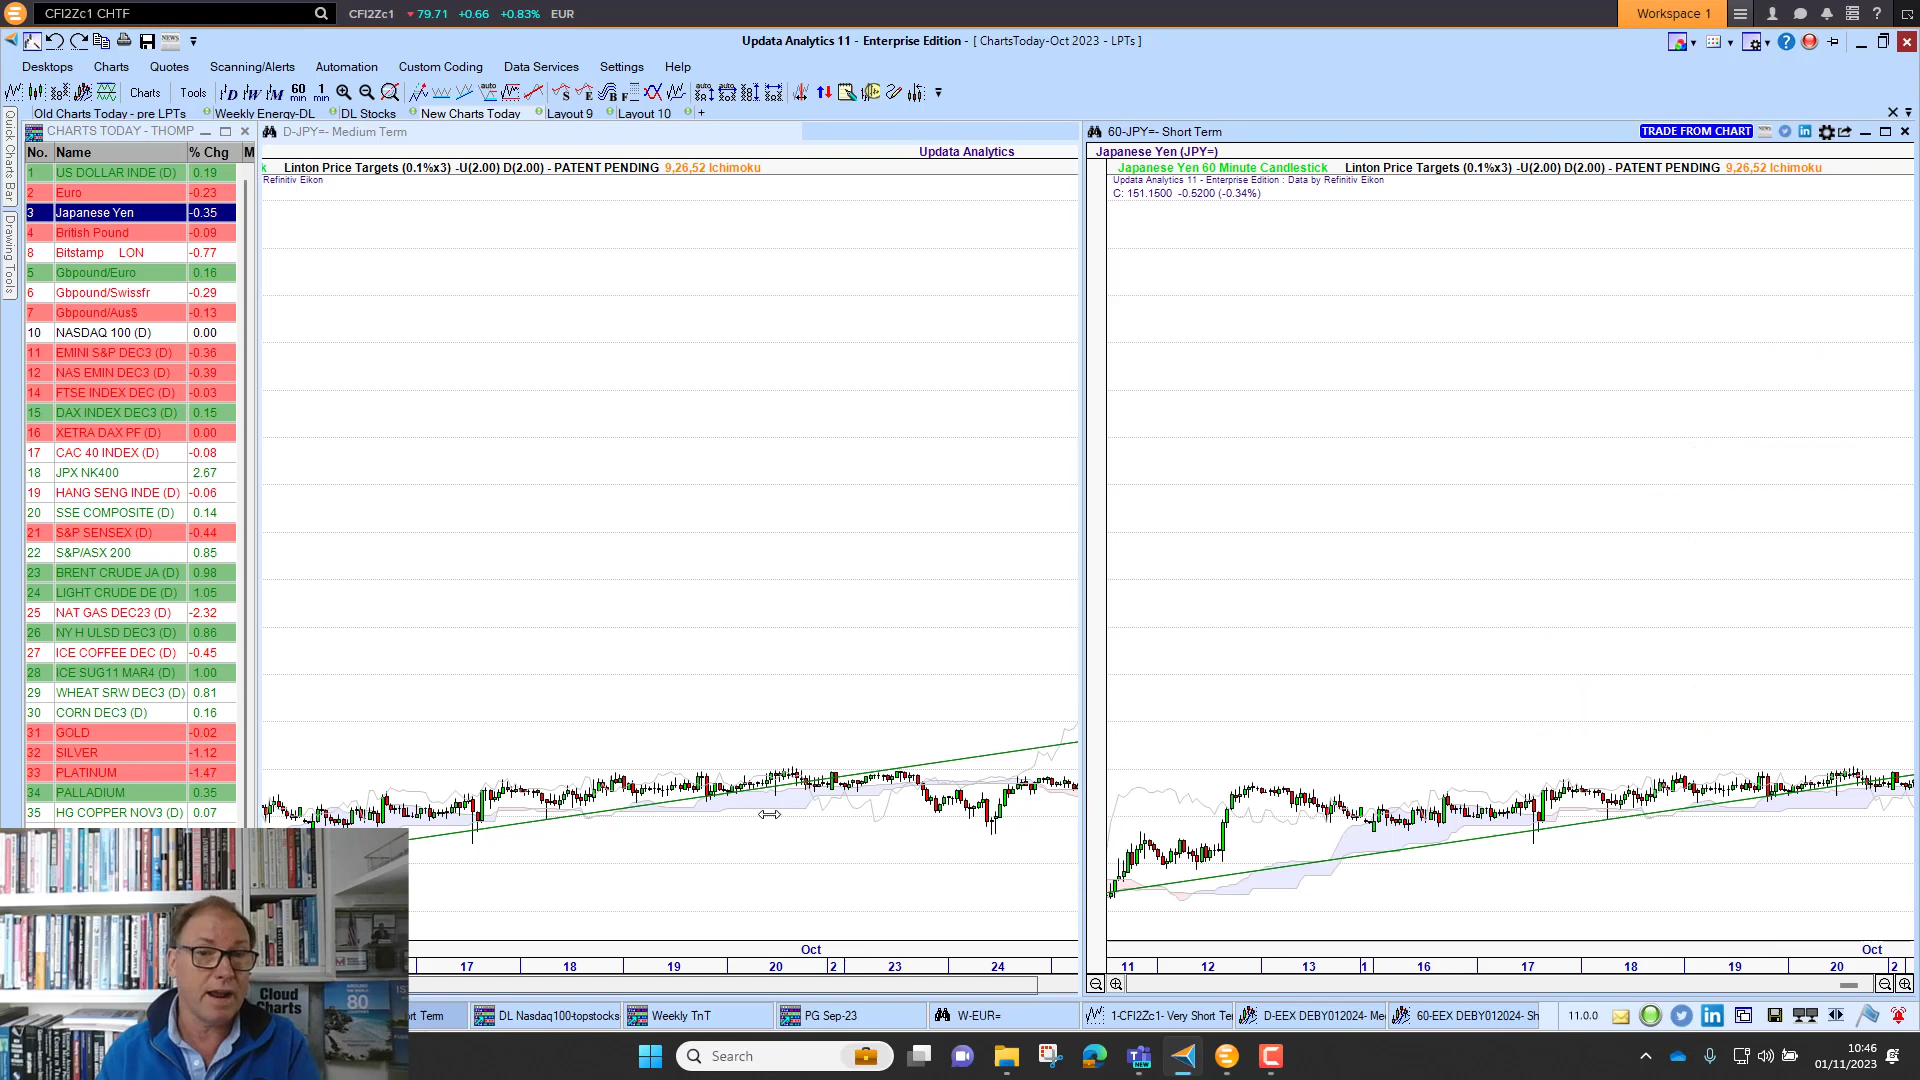 CFI2Zc1 CHTF
CFI2Zc1 79.71 +0.66 +0.83% EUR
Workspace 1
Updata Analytics 11 - Enterprise Edition - [ ChartsToday-Oct 2023 - LPTs ]
Desktops Charts Quotes Scanning/Alerts Automation Custom Coding Data Services Settings Help
Charts Tools D W M 60 min 1 min
Old Charts Today - pre LPTs Weekly Energy-DL DL Stocks New Charts Today Layout 9 Layout 10 +
Quick Charts Bar
Drawing Tools
CHARTS TODAY - THOMP
No. Name % Chg M
1 US DOLLAR INDE (D) 0.19
2 Euro -0.23
3 Japanese Yen -0.35
4 British Pound -0.09
8 Bitstamp LON -0.77
5 Gbpound/Euro 0.16
6 Gbpound/Swissfr -0.29
7 Gbpound/Aus$ -0.13
10 NASDAQ 100 (D) 0.00
11 EMINI S&P DEC3 (D) -0.36
12 NAS EMIN DEC3 (D) -0.39
14 FTSE INDEX DEC (D) -0.03
15 DAX INDEX DEC3 (D) 0.15
16 XETRA DAX PF (D) 0.00
17 CAC 40 INDEX (D) -0.08
18 JPX NK400 2.67
19 HANG SENG INDE (D) -0.06
20 SSE COMPOSITE (D) 0.14
21 S&P SENSEX (D) -0.44
22 S&P/ASX 200 0.85
23 BRENT CRUDE JA (D) 0.98
24 LIGHT CRUDE DE (D) 1.05
25 NAT GAS DEC23 (D) -2.32
26 NY H ULSD DEC3 (D) 0.86
27 ICE COFFEE DEC (D) -0.45
28 ICE SUG11 MAR4 (D) 1.00
29 WHEAT SRW DEC3 (D) 0.81
30 CORN DEC3 (D) 0.16
31 GOLD -0.02
32 SILVER -1.12
33 PLATINUM -1.47
34 PALLADIUM 0.35
35 HG COPPER NOV3 (D) 0.07
D-JPY=- Medium Term
Updata Analytics
k Linton Price Targets (0.1%x3) -U(2.00) D(2.00) - PATENT PENDING 9,26,52 Ichimoku
Refinitiv Eikon
Oct
17 18 19 20 2 23 24
60-JPY=- Short Term
TRADE FROM CHART
Japanese Yen (JPY=)
Japanese Yen 60 Minute Candlestick Linton Price Targets (0.1%x3) -U(2.00) D(2.00) - PATENT PENDING 9,26,52 Ichimoku
Updata Analytics 11 - Enterprise Edition : Data by Refinitiv Eikon
C: 151.1500 -0.5200 (-0.34%)
Oct
11 12 13 1 16 17 18 19 20 2
Cloud Charts
AROUND THE WORLD
80
ort Term DL Nasdaq100-topstocks Weekly TnT PG Sep-23 W-EUR= 1-CFI2Zc1- Very Short Te D-EEX DEBY012024- Me 60-EEX DEBY012024- Sh 11.0.0
Search
NEW
10:46
01/11/2023